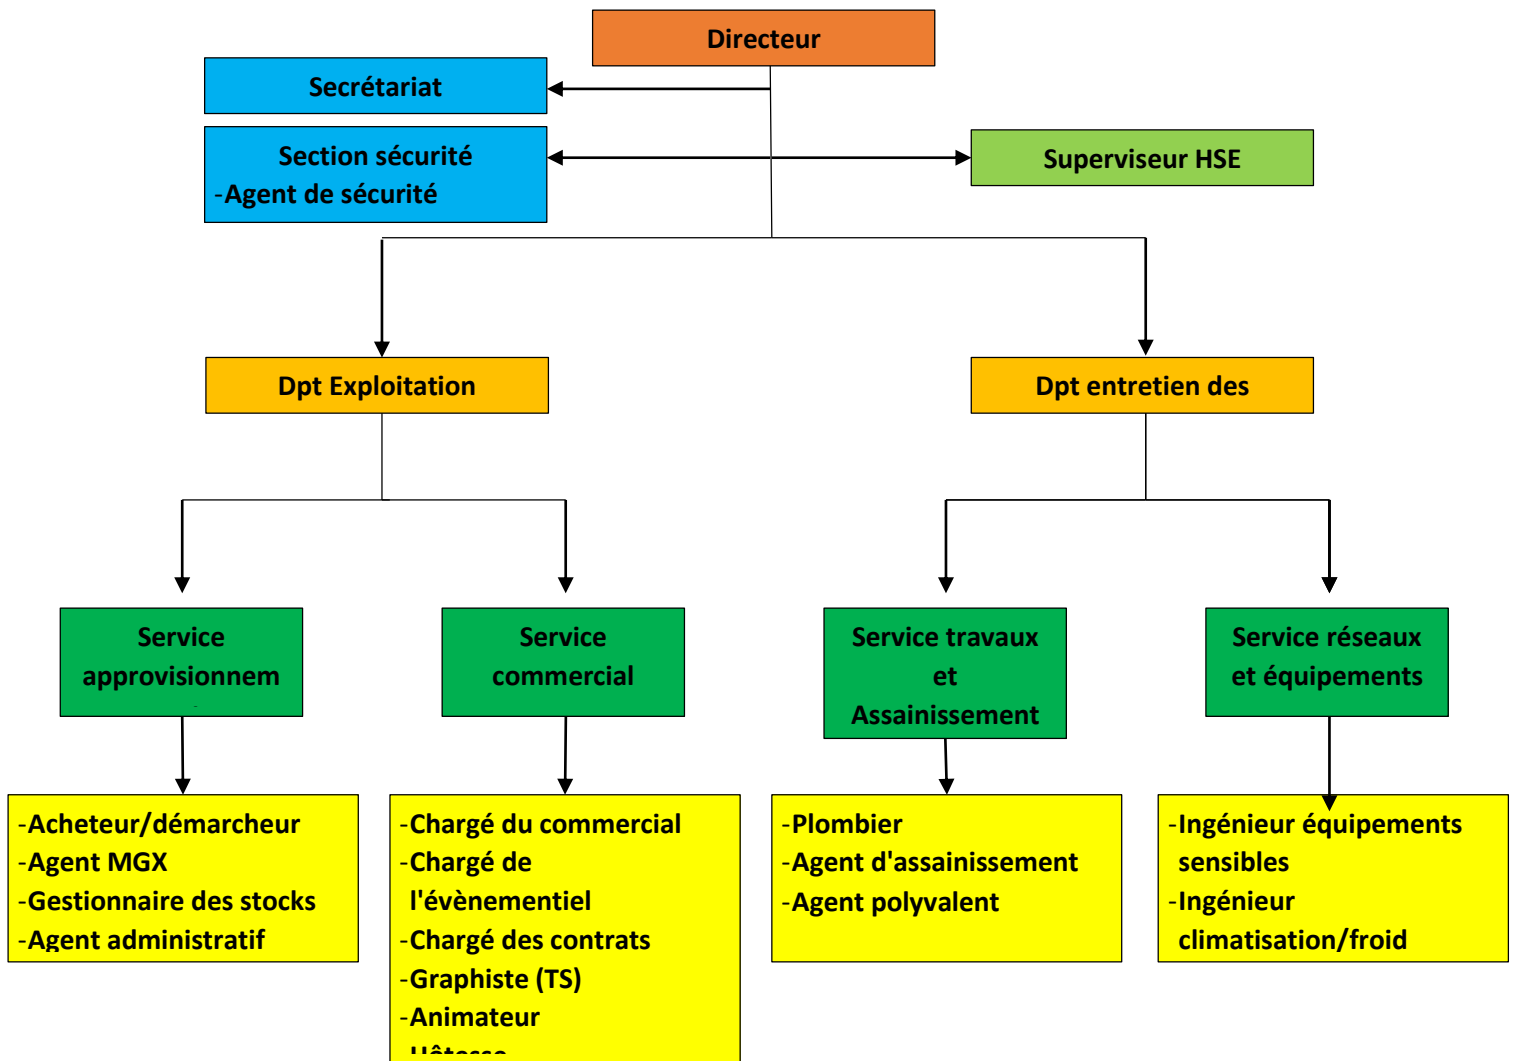 Directeur
Secrétariat
Section sécurité
-Agent de sécurité
Superviseur HSE
Dpt Exploitation
Dpt entretien des
Service
approvisionnem
Service
commercial
Service travaux
et
Assainissement
Service réseaux
et équipements
-Acheteur/démarcheur
-Agent MGX
-Gestionnaire des stocks
-Agent administratif
-Chargé du commercial
-Chargé de
l'évènementiel
-Chargé des contrats
-Graphiste (TS)
-Animateur
-Plombier
-Agent d'assainissement
-Agent polyvalent
-Ingénieur équipements
sensibles
-Ingénieur
climatisation/froid